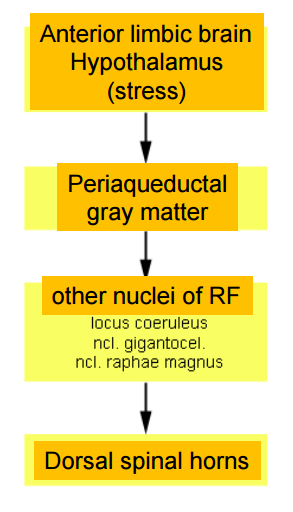 Anterior limbic brain
Hypothalamus
(stress)
Periaqueductal
gray matter
other nuclei of RF
locus coeruleus
ncl. gigantocel.
ncl. raphae magnus
Dorsal spinal horns